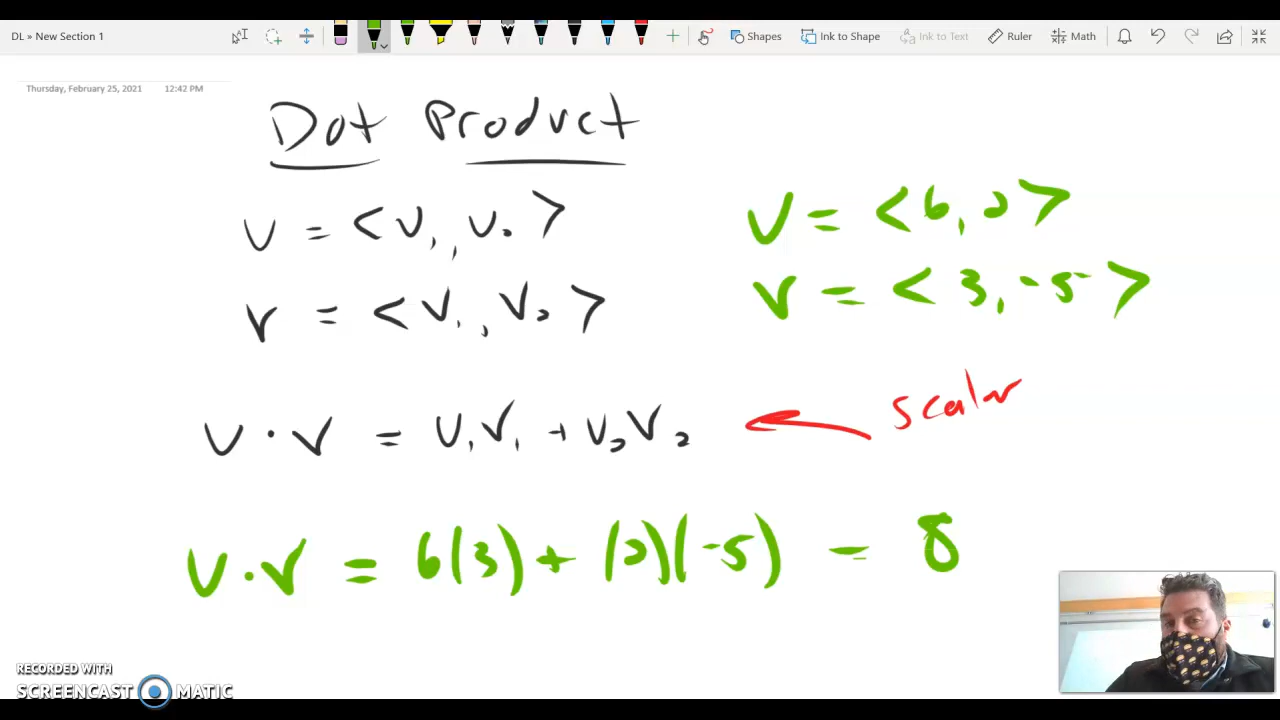 DL » New Section 1
Ink to Shape
Ink to Text
Shapes
Ruler
Math
Thursday, February 25, 2021 12:42 PM
Dot Product
u = <u₁, u₂>
v = <v₁, v₂>
u = <6, 2>
v = <3, -5>
u · v = u₁v₁ + u₂v₂
scalar
u · v = 6(3) + (2)(-5) = 8
RECORDED WITH
SCREENCAST MATIC